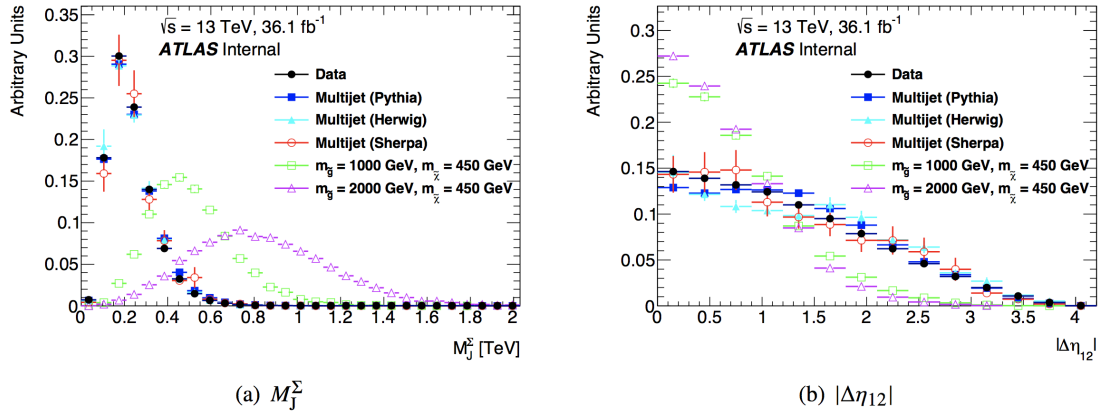 √s = 13 TeV, 36.1 fb⁻¹
ATLAS Internal
Data
Multijet (Pythia)
Multijet (Herwig)
Multijet (Sherpa)
m_g̃ = 1000 GeV, m_χ̃ = 450 GeV
m_g̃ = 2000 GeV, m_χ̃ = 450 GeV
Arbitrary Units
0.3
0.25
0.2
0.15
0.1
0.05
0
0 0.2 0.4 0.6 0.8 1 1.2 1.4 1.6 1.8 2
M_J^Σ [TeV]
(a) M_J^Σ
√s = 13 TeV, 36.1 fb⁻¹
ATLAS Internal
Data
Multijet (Pythia)
Multijet (Herwig)
Multijet (Sherpa)
m_g̃ = 1000 GeV, m_χ̃ = 450 GeV
m_g̃ = 2000 GeV, m_χ̃ = 450 GeV
Arbitrary Units
0.3
0.25
0.2
0.15
0.1
0.05
0
0 0.5 1 1.5 2 2.5 3 3.5 4
|Δη₁₂|
(b) |Δη₁₂|